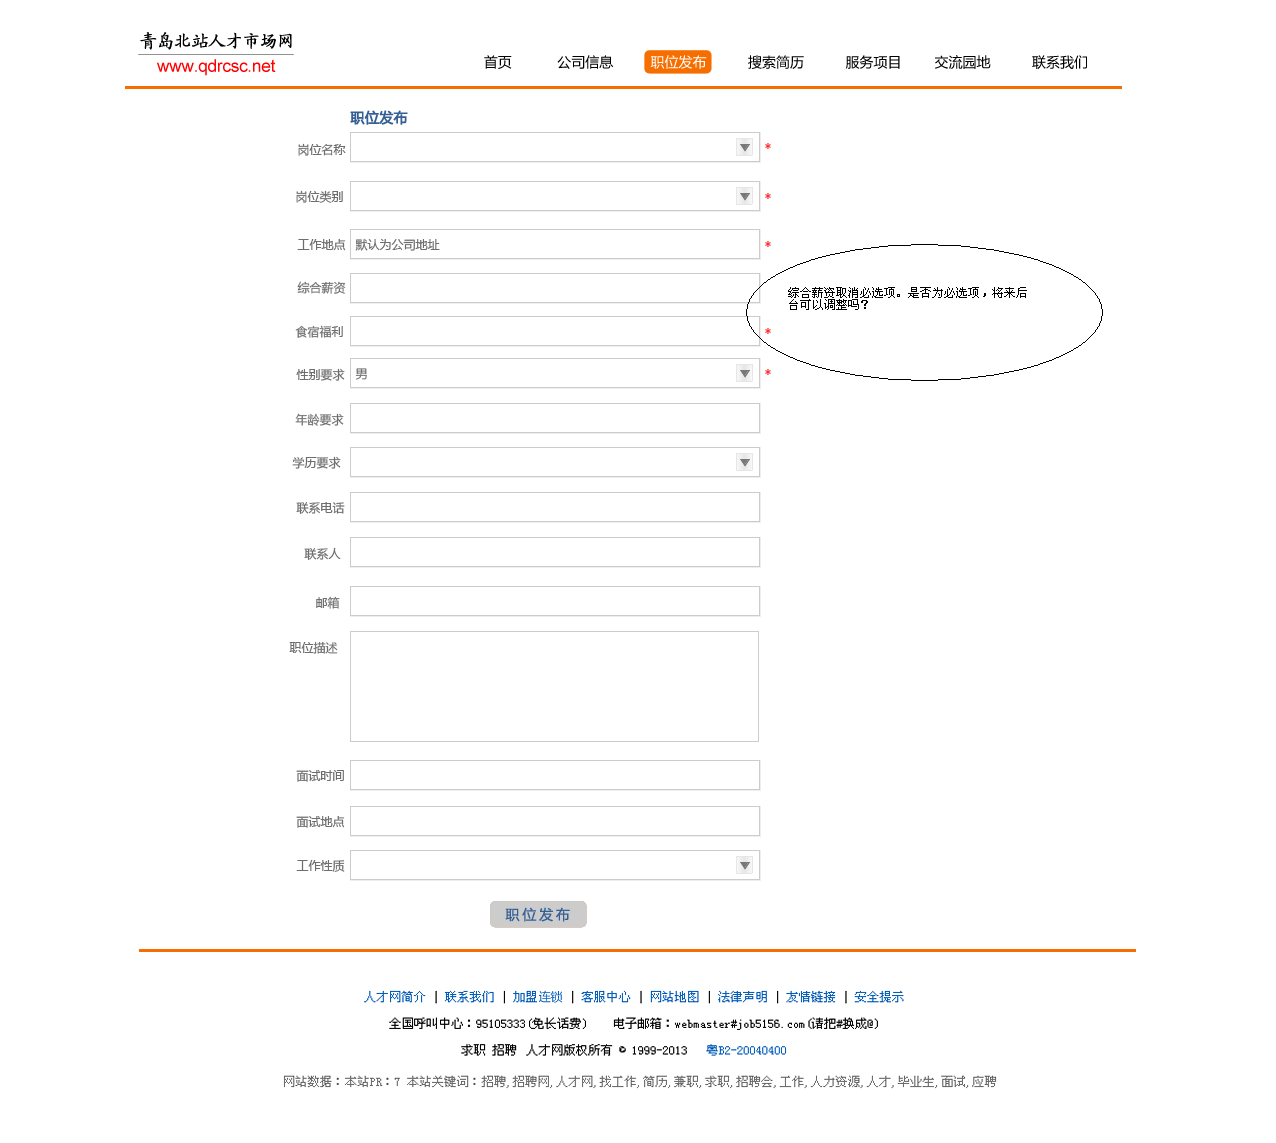 青岛北站人才市场网
www.qdrcsc.net
首页 公司信息 职位发布 搜索简历 服务项目 交流园地 联系我们
职位发布
岗位名称 *
岗位类别 *
工作地点 默认为公司地址 *
综合薪资
综合薪资取消必选项。是否为必选项，将来后
台可以调整吗？
食宿福利 *
性别要求 男 *
年龄要求
学历要求
联系电话
联系人
邮箱
职位描述
面试时间
面试地点
工作性质
职位发布
人才网简介 | 联系我们 | 加盟连锁 | 客服中心 | 网站地图 | 法律声明 | 友情链接 | 安全提示
全国呼叫中心：95105333(免长话费) 电子邮箱：webmaster#job5156.com(请把#换成@)
求职 招聘 人才网版权所有 © 1999-2013 粤B2-20040400
网站数据：本站PR：7 本站关键词：招聘,招聘网,人才网,找工作,简历,兼职,求职,招聘会,工作,人力资源,人才,毕业生,面试,应聘